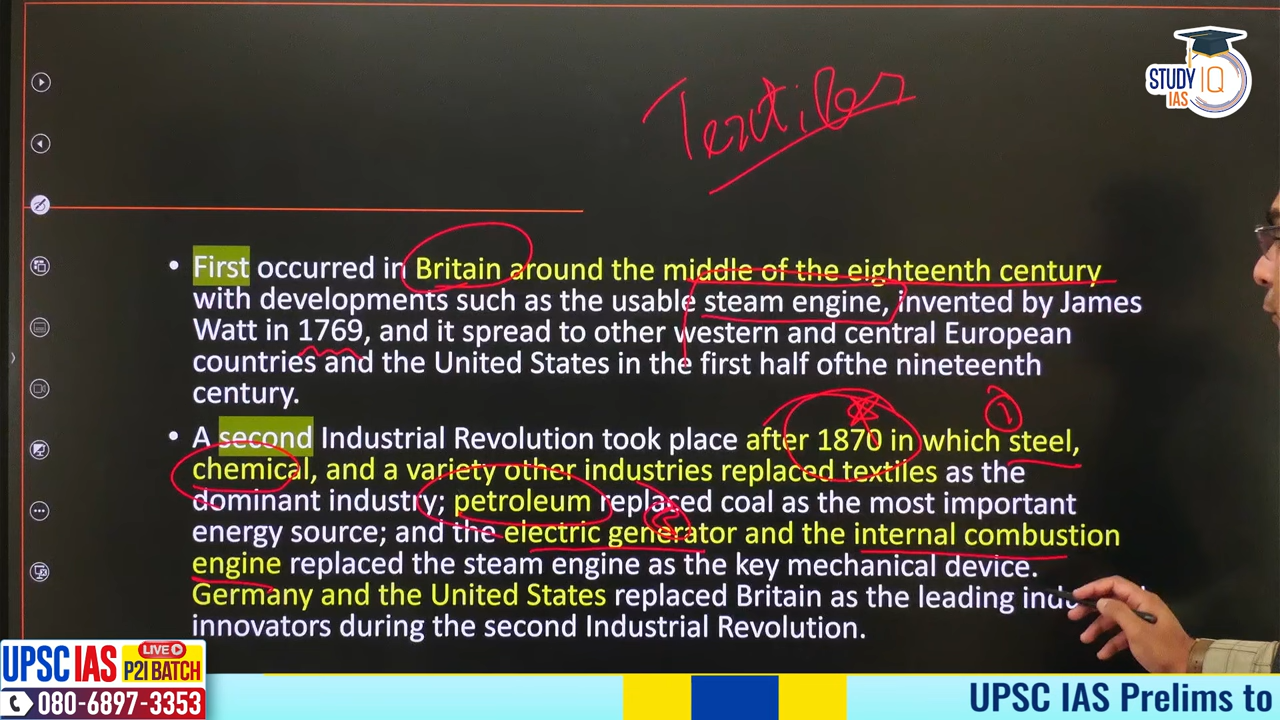 STUDY IQ
IAS
Textiles
• First occurred in Britain around the middle of the eighteenth century
with developments such as the usable steam engine, invented by James
Watt in 1769, and it spread to other western and central European
countries and the United States in the first half ofthe nineteenth
century.
• A second Industrial Revolution took place after 1870 in which steel,
chemical, and a variety other industries replaced textiles as the
dominant industry; petroleum replaced coal as the most important
energy source; and the electric generator and the internal combustion
engine replaced the steam engine as the key mechanical device.
Germany and the United States replaced Britain as the leading
innovators during the second Industrial Revolution.
1
UPSC IAS LIVE P2I BATCH
080-6897-3353
UPSC IAS Prelims to